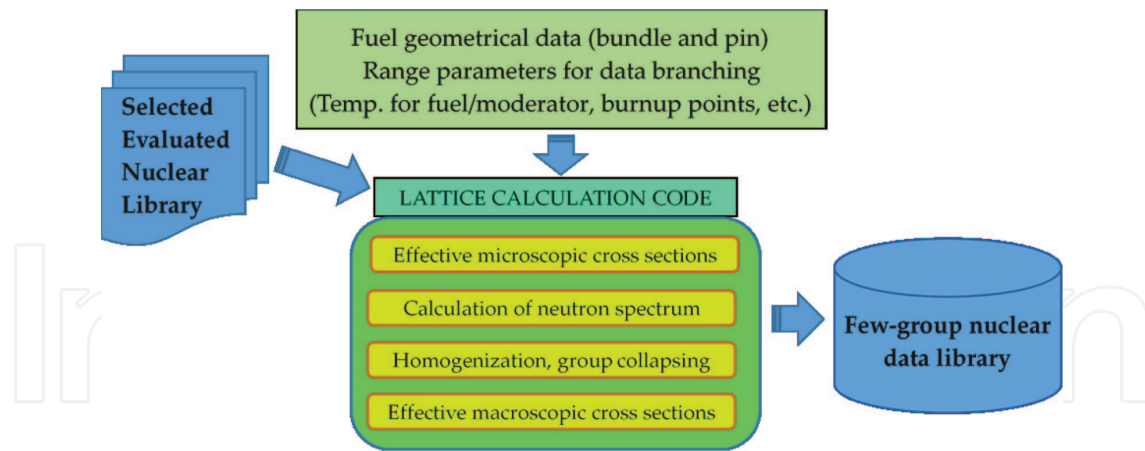 Fuel geometrical data (bundle and pin)
Range parameters for data branching
(Temp. for fuel/moderator, burnup points, etc.)
Selected
Evaluated
Nuclear
Library
LATTICE CALCULATION CODE
Effective microscopic cross sections
Calculation of neutron spectrum
Homogenization, group collapsing
Effective macroscopic cross sections
Few-group nuclear
data library